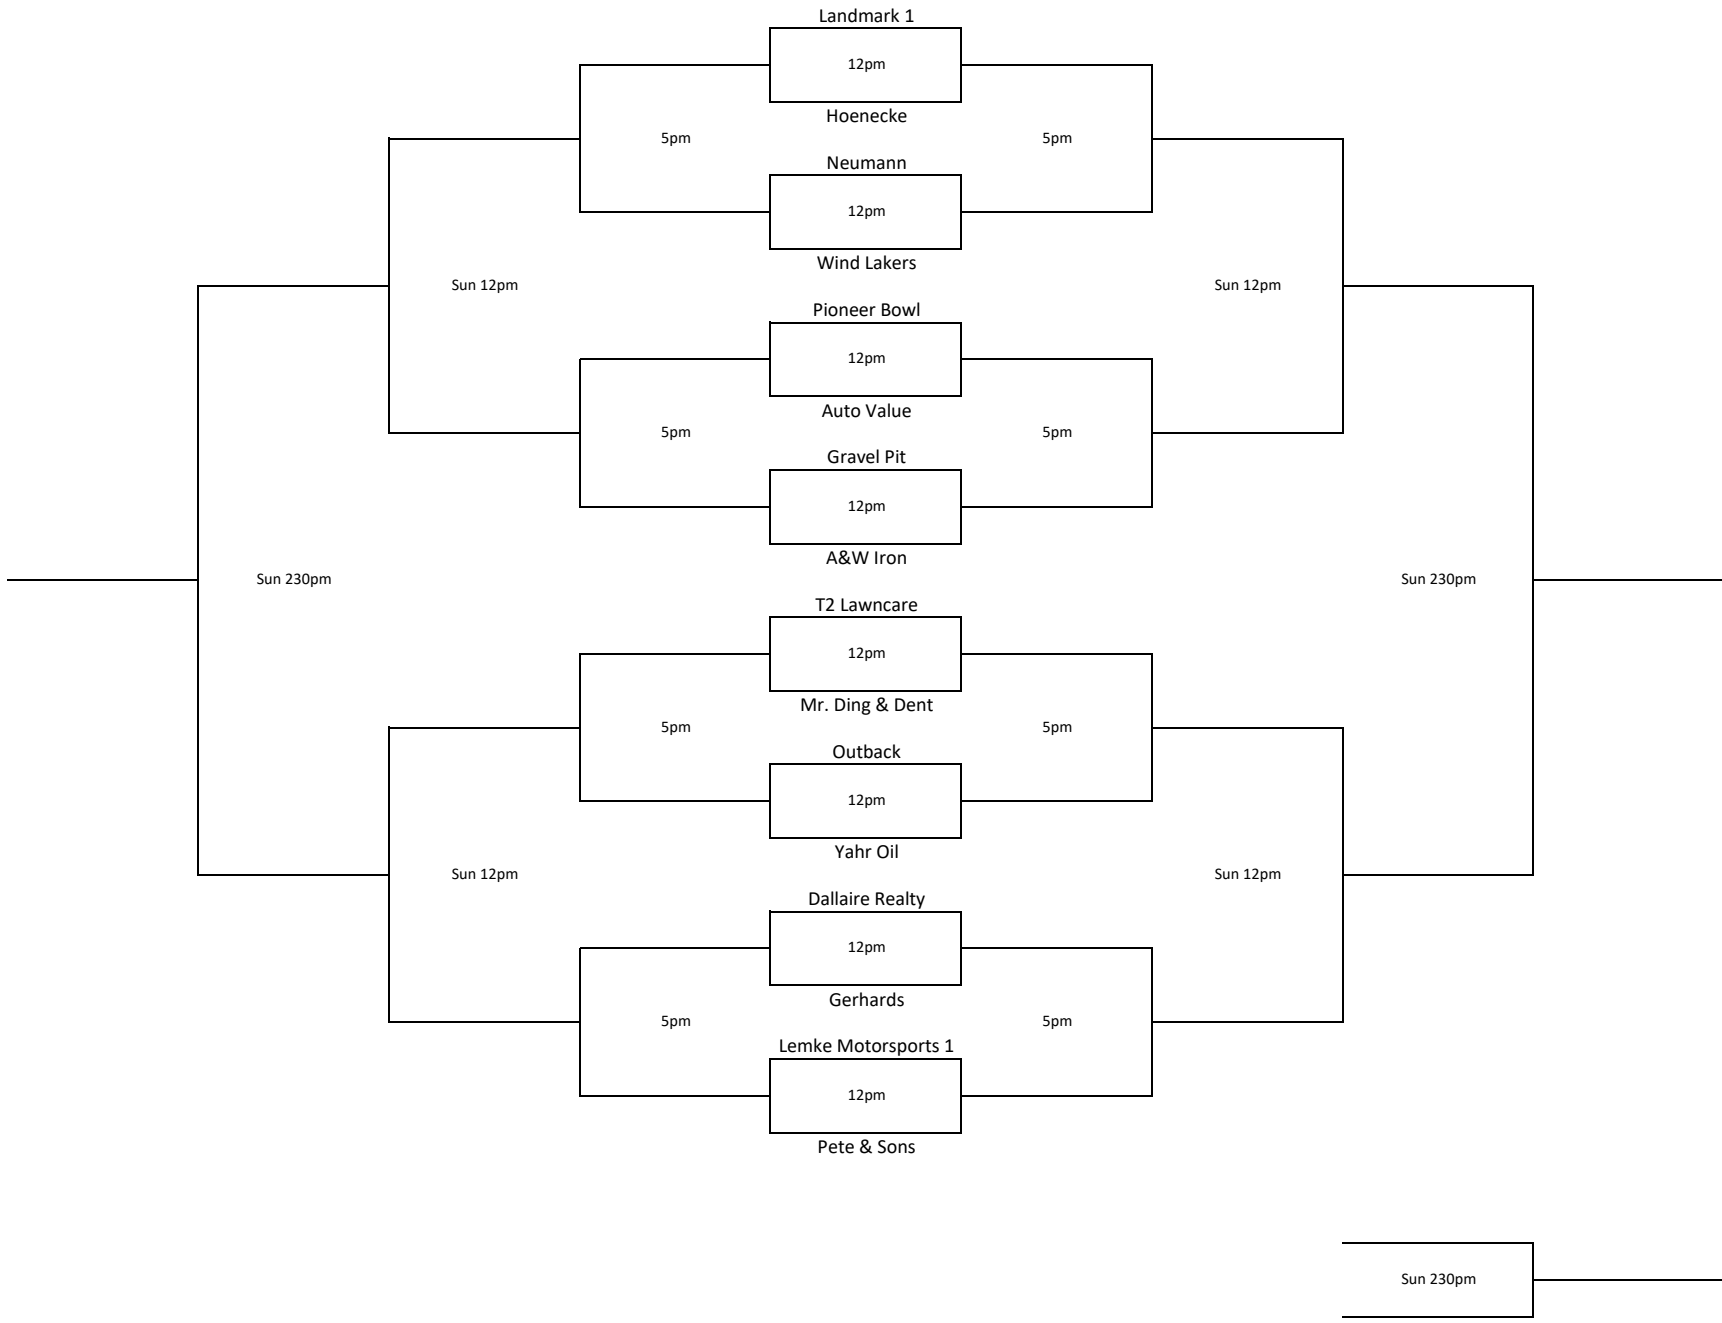 Landmark 1
12pm
Hoenecke
5pm 5pm
Neumann
12pm
Wind Lakers
Sun 12pm Sun 12pm
Pioneer Bowl
12pm
Auto Value
5pm 5pm
Gravel Pit
12pm
A&W Iron
Sun 230pm Sun 230pm
T2 Lawncare
12pm
Mr. Ding & Dent
5pm 5pm
Outback
12pm
Yahr Oil
Sun 12pm Sun 12pm
Dallaire Realty
12pm
Gerhards
5pm 5pm
Lemke Motorsports 1
12pm
Pete & Sons
Sun 230pm